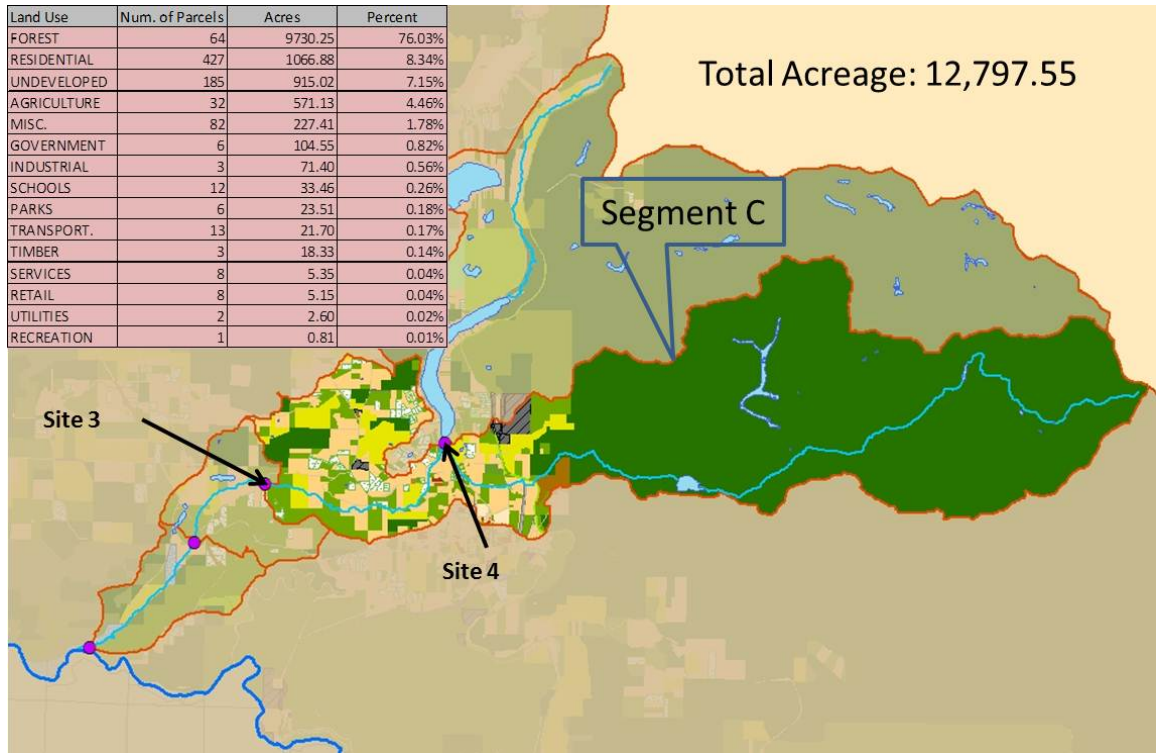 Land Use Num. of Parcels Acres Percent
FOREST 64 9730.25 76.03%
RESIDENTIAL 427 1066.88 8.34%
UNDEVELOPED 185 915.02 7.15%
AGRICULTURE 32 571.13 4.46%
MISC. 82 227.41 1.78%
GOVERNMENT 6 104.55 0.82%
INDUSTRIAL 3 71.40 0.56%
SCHOOLS 12 33.46 0.26%
PARKS 6 23.51 0.18%
TRANSPORT. 13 21.70 0.17%
TIMBER 3 18.33 0.14%
SERVICES 8 5.35 0.04%
RETAIL 8 5.15 0.04%
UTILITIES 2 2.60 0.02%
RECREATION 1 0.81 0.01%
Total Acreage: 12,797.55
Segment C
Site 3
Site 4